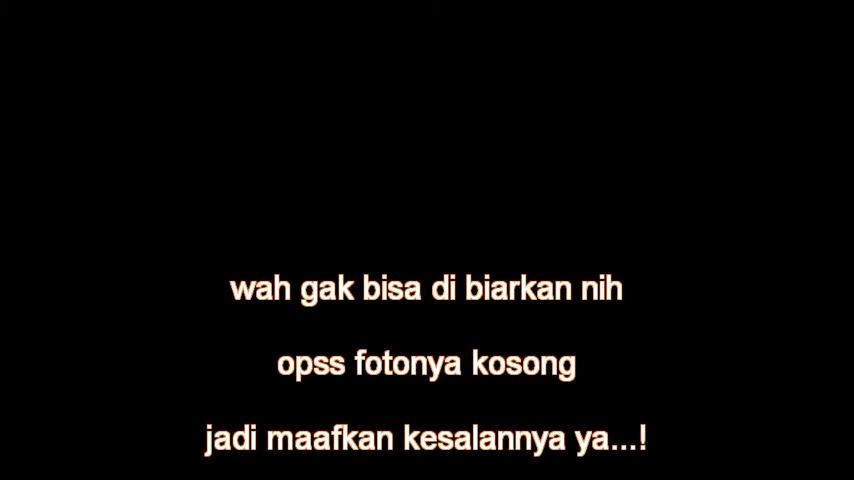 wah gak bisa di biarkan nih
opss fotonya kosong
jadi maafkan kesalannya ya...!